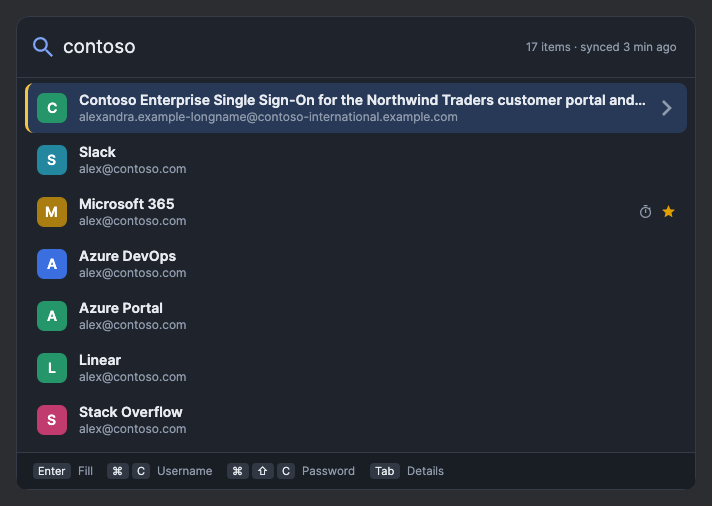 contoso
17 items · synced 3 min ago
C
Contoso Enterprise Single Sign-On for the Northwind Traders customer portal and...
alexandra.example-longname@contoso-international.example.com
S
Slack
alex@contoso.com
M
Microsoft 365
alex@contoso.com
A
Azure DevOps
alex@contoso.com
A
Azure Portal
alex@contoso.com
L
Linear
alex@contoso.com
S
Stack Overflow
alex@contoso.com
Enter Fill ⌘ C Username ⌘ ⇧ C Password Tab Details